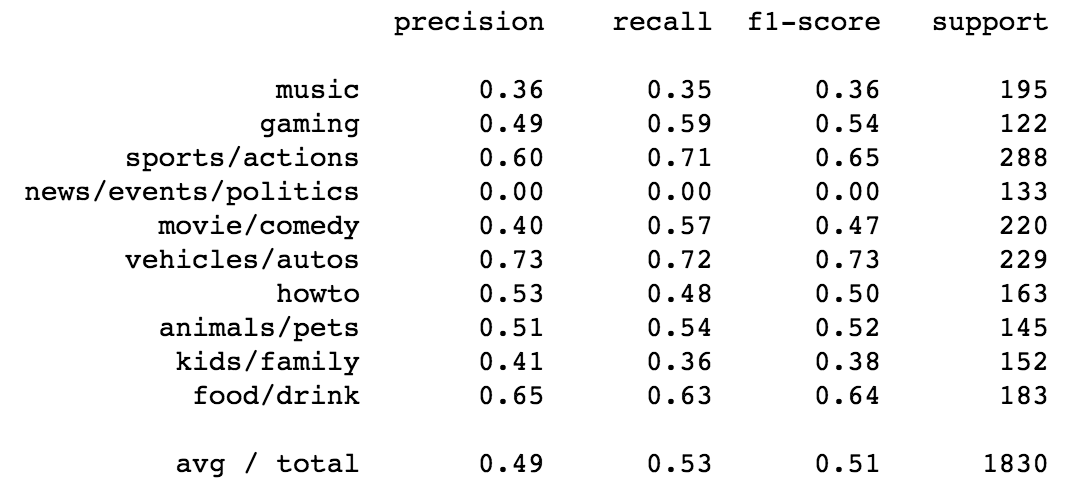 precision recall f1-score support
music 0.36 0.35 0.36 195
gaming 0.49 0.59 0.54 122
sports/actions 0.60 0.71 0.65 288
news/events/politics 0.00 0.00 0.00 133
movie/comedy 0.40 0.57 0.47 220
vehicles/autos 0.73 0.72 0.73 229
howto 0.53 0.48 0.50 163
animals/pets 0.51 0.54 0.52 145
kids/family 0.41 0.36 0.38 152
food/drink 0.65 0.63 0.64 183
avg / total 0.49 0.53 0.51 1830